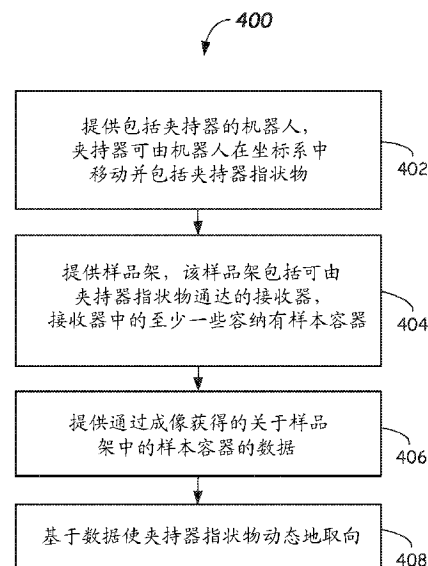 400
提供包括夹持器的机器人，
夹持器可由机器人在坐标系中
移动并包括夹持器指状物
402
提供样品架，该样品架包括可由
夹持器指状物通达的接收器，
接收器中的至少一些容纳有样本容器
404
提供通过成像获得的关于样品
架中的样本容器的数据
406
基于数据使夹持器指状物动态地取向
408